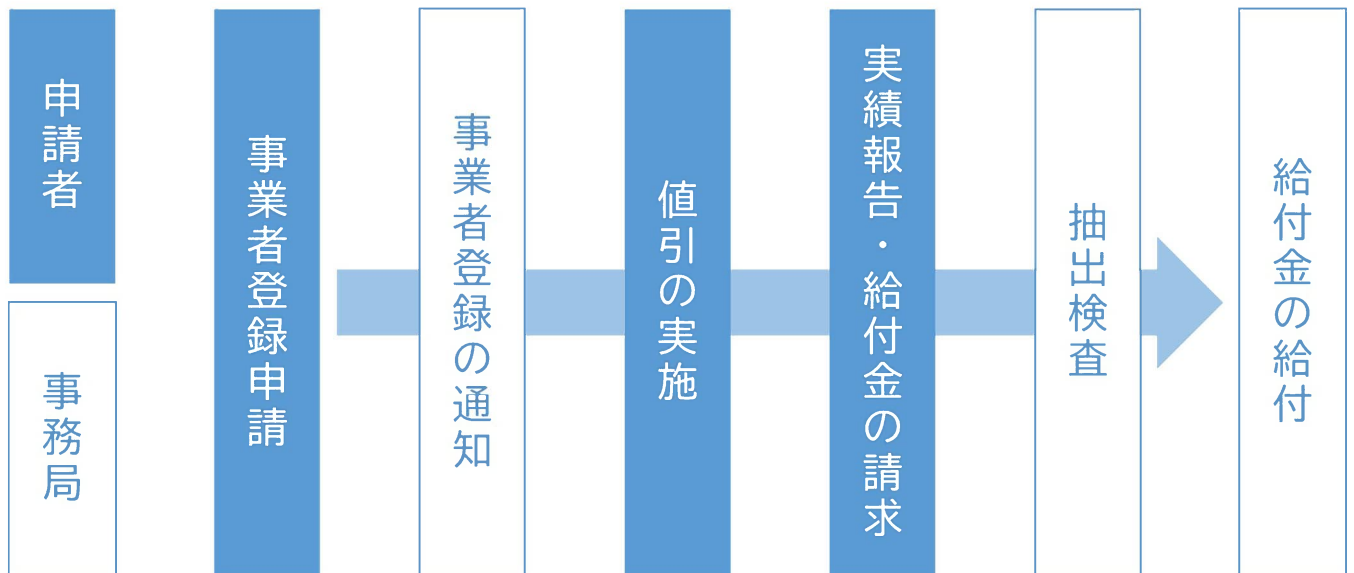 申請者
事務局
事業者登録申請
事業者登録の通知
値引の実施
実績報告・給付金の請求
抽出検査
給付金の給付